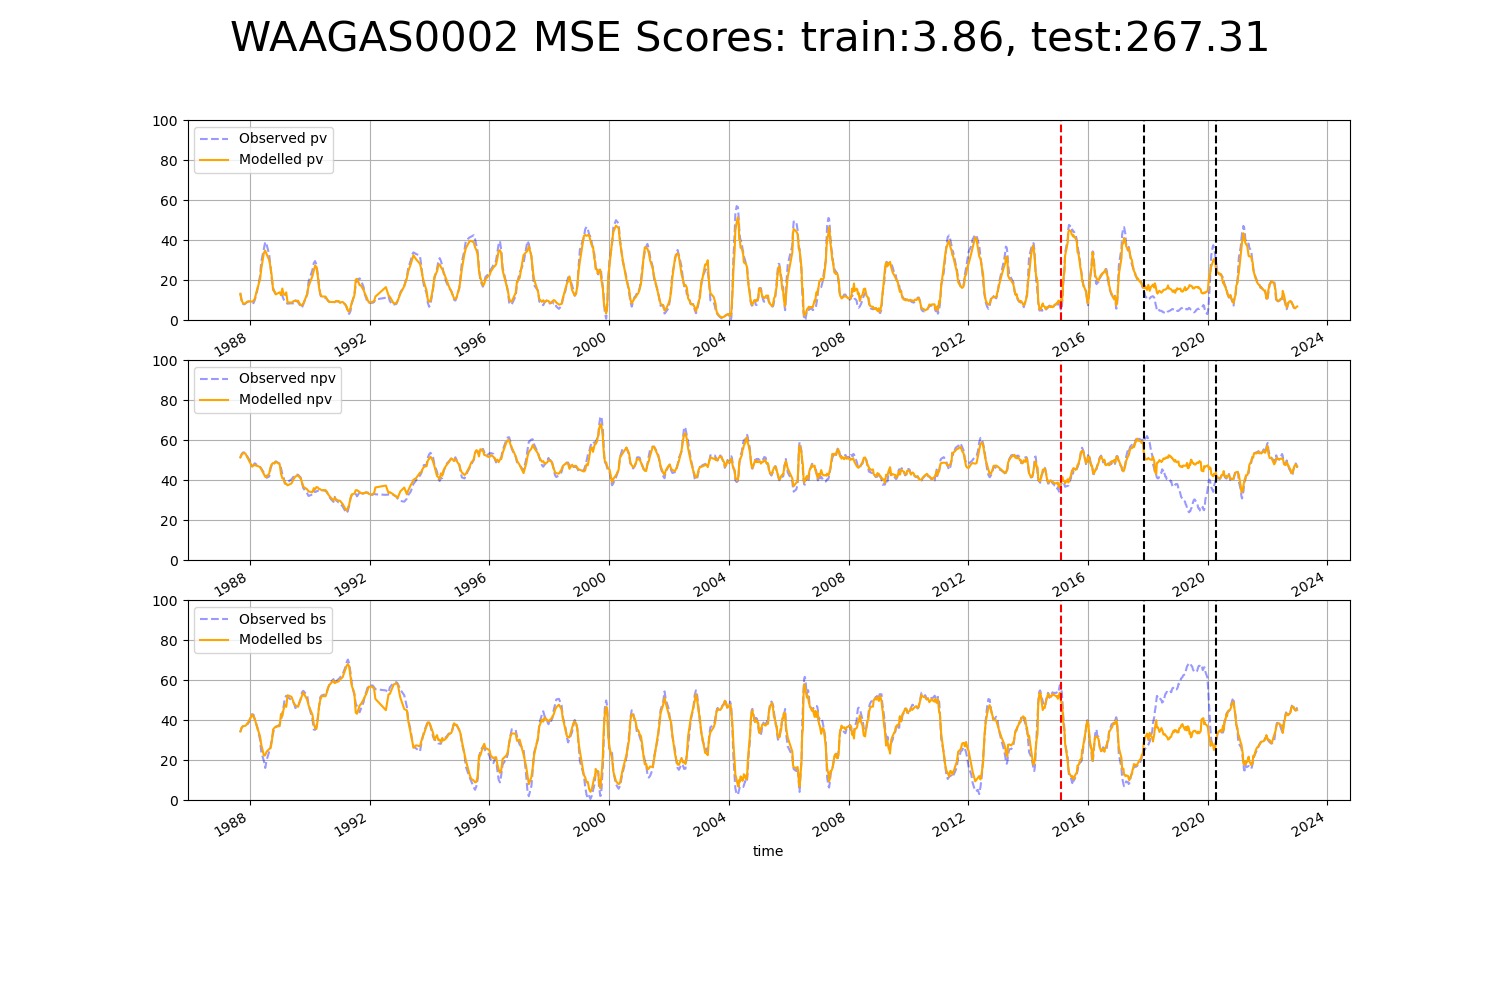 WAAGAS0002 MSE Scores: train:3.86, test:267.31
100
80
60
40
20
0
Observed pv
Modelled pv
1988 1992 1996 2000 2004 2008 2012 2016 2020 2024
100
80
60
40
20
0
Observed npv
Modelled npv
1988 1992 1996 2000 2004 2008 2012 2016 2020 2024
100
80
60
40
20
0
Observed bs
Modelled bs
1988 1992 1996 2000 2004 2008 2012 2016 2020 2024
time